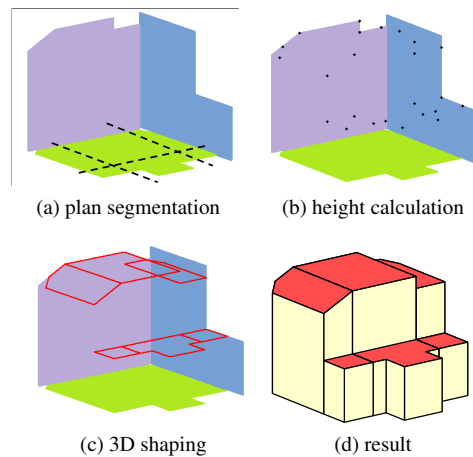 (a) plan segmentation
(b) height calculation
(c) 3D shaping
(d) result